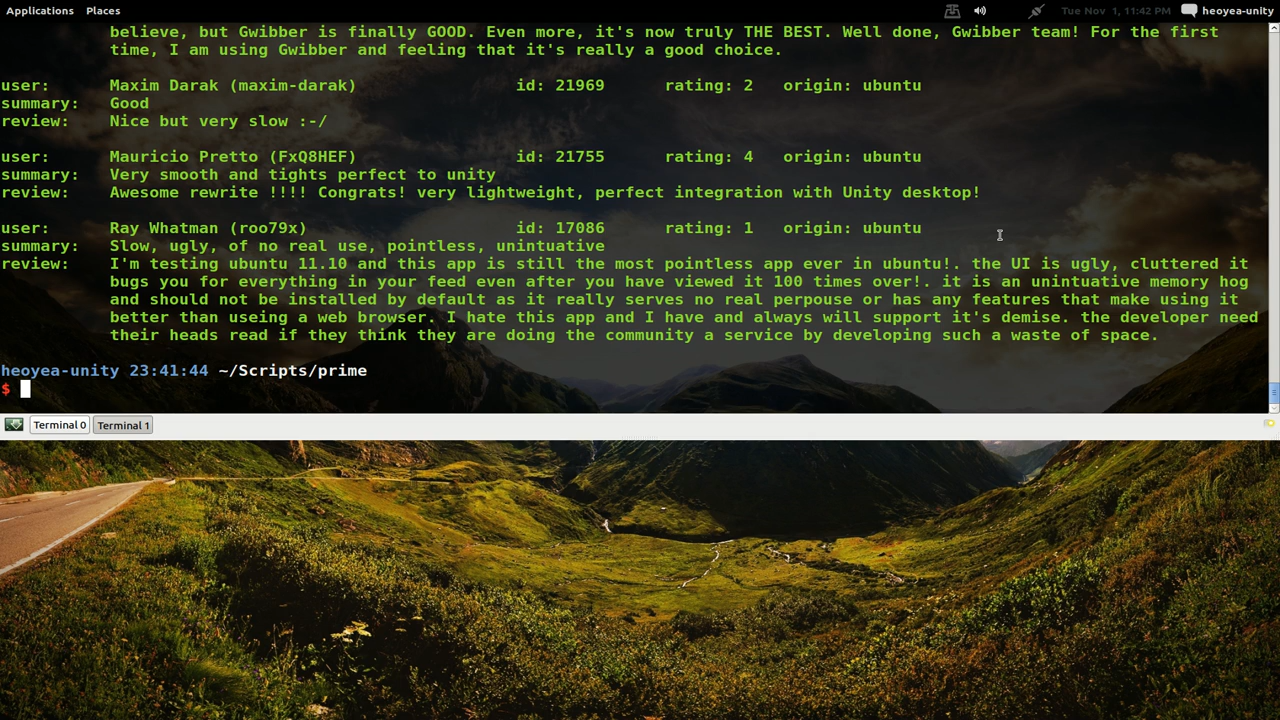 Applications Places Tue Nov 1, 11:42 PM heoyea-unity
believe, but Gwibber is finally GOOD. Even more, it's now truly THE BEST. Well done, Gwibber team! For the first
time, I am using Gwibber and feeling that it's really a good choice.
user: Maxim Darak (maxim-darak) id: 21969 rating: 2 origin: ubuntu
summary: Good
review: Nice but very slow :-/
user: Mauricio Pretto (FxQ8HEF) id: 21755 rating: 4 origin: ubuntu
summary: Very smooth and tights perfect to unity
review: Awesome rewrite !!!! Congrats! very lightweight, perfect integration with Unity desktop!
user: Ray Whatman (roo79x) id: 17086 rating: 1 origin: ubuntu
summary: Slow, ugly, of no real use, pointless, unintuative
review: I'm testing ubuntu 11.10 and this app is still the most pointless app ever in ubuntu!. the UI is ugly, cluttered it
bugs you for everything in your feed even after you have viewed it 100 times over!. it is an unintuative memory hog
and should not be installed by default as it really serves no real perpouse or has any features that make using it
better than useing a web browser. I hate this app and I have and always will support it's demise. the developer need
their heads read if they think they are doing the community a service by developing such a waste of space.
heoyea-unity 23:41:44 ~/Scripts/prime
$
Terminal 0 Terminal 1